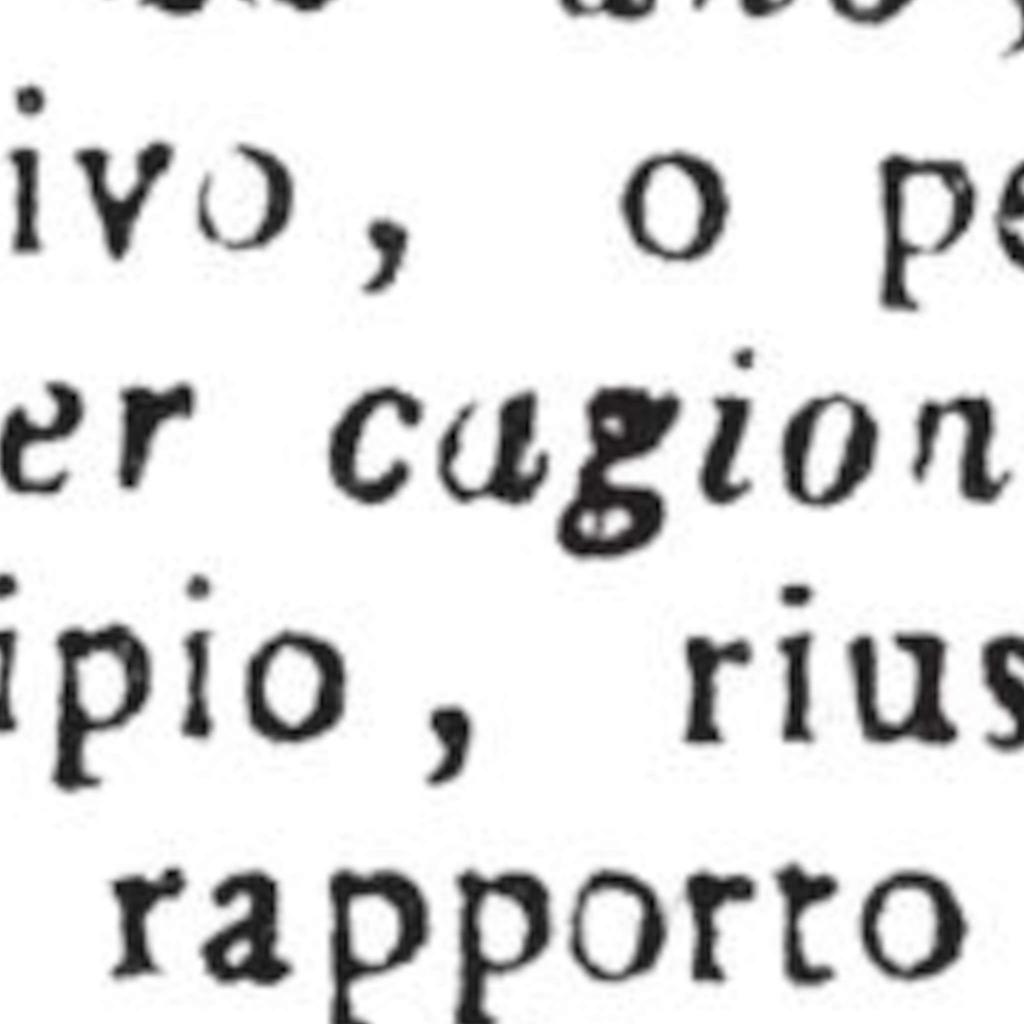 ivo, o pe
er cagion
ipio, rius
rapporto